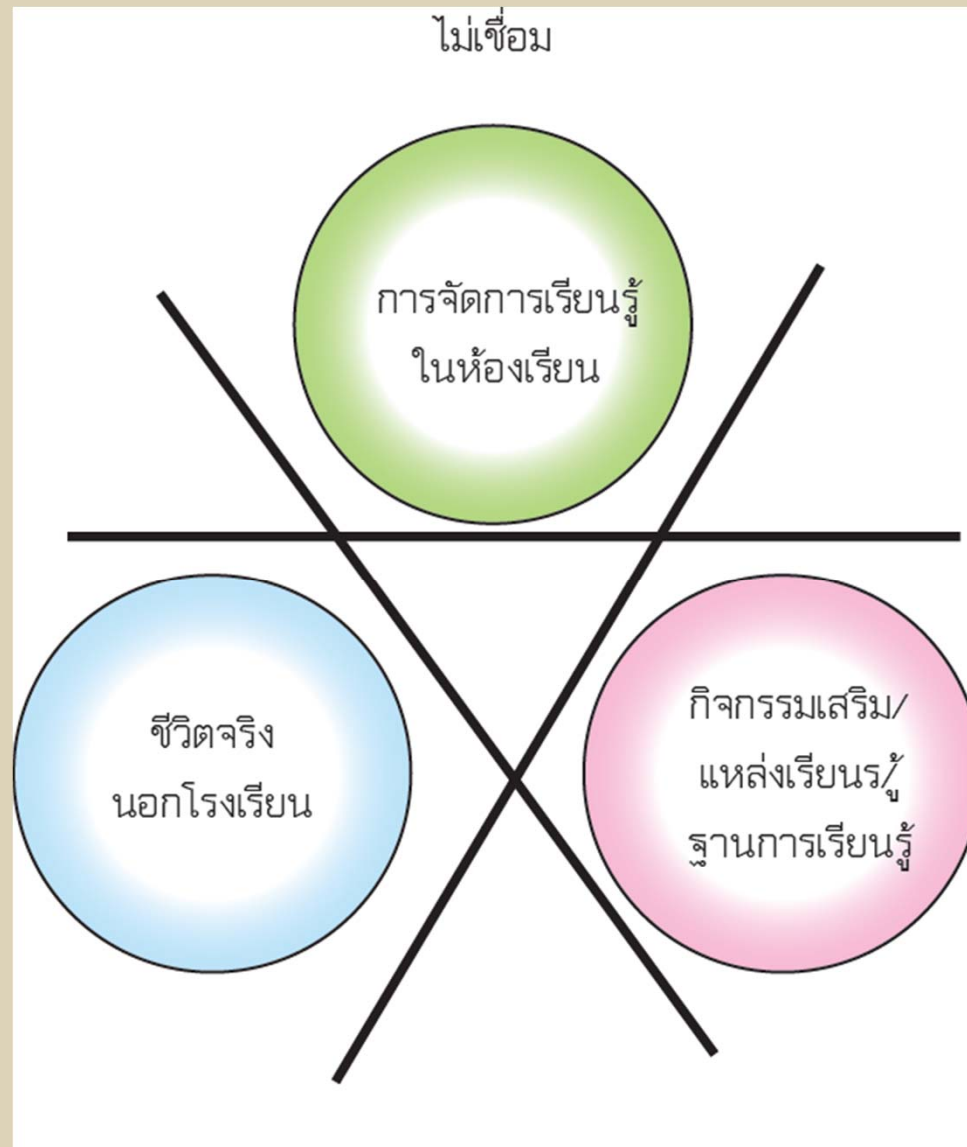 ไม่เชื่อม
การจัดการเรียนรู้
ในห้องเรียน
ชีวิตจริง
นอกโรงเรียน
กิจกรรมเสริม/
แหล่งเรียนร/ู้
ฐานการเรียนรู้